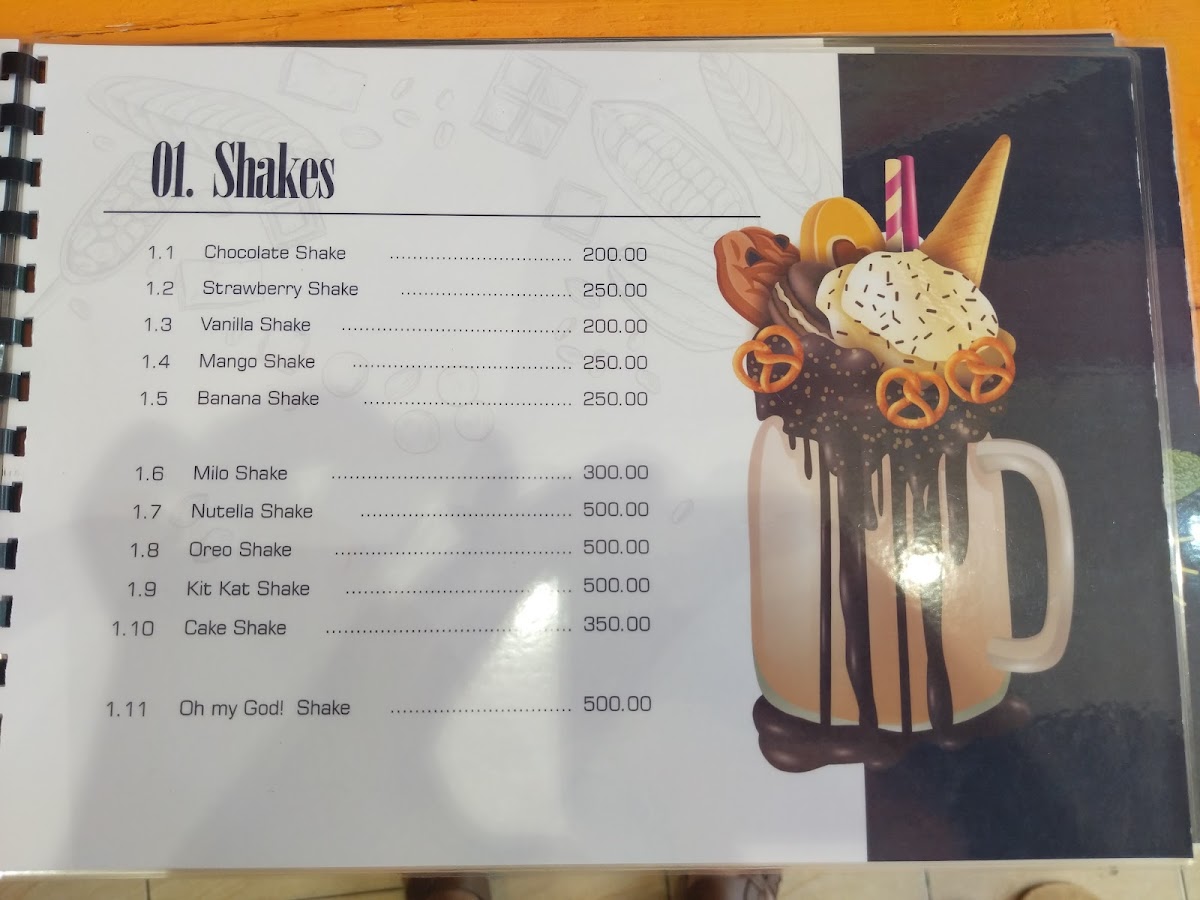 01. Shakes
1.1 Chocolate Shake ................................ 200.00
1.2 Strawberry Shake .............................. 250.00
1.3 Vanilla Shake ........................................ 200.00
1.4 Mango Shake ...................................... 250.00
1.5 Banana Shake .................................... 250.00
1.6 Milo Shake .......................................... 300.00
1.7 Nutella Shake ..................................... 500.00
1.8 Oreo Shake ......................................... 500.00
1.9 Kit Kat Shake ....................................... 500.00
1.10 Cake Shake .......................................... 350.00
1.11 Oh my God! Shake ................................ 500.00